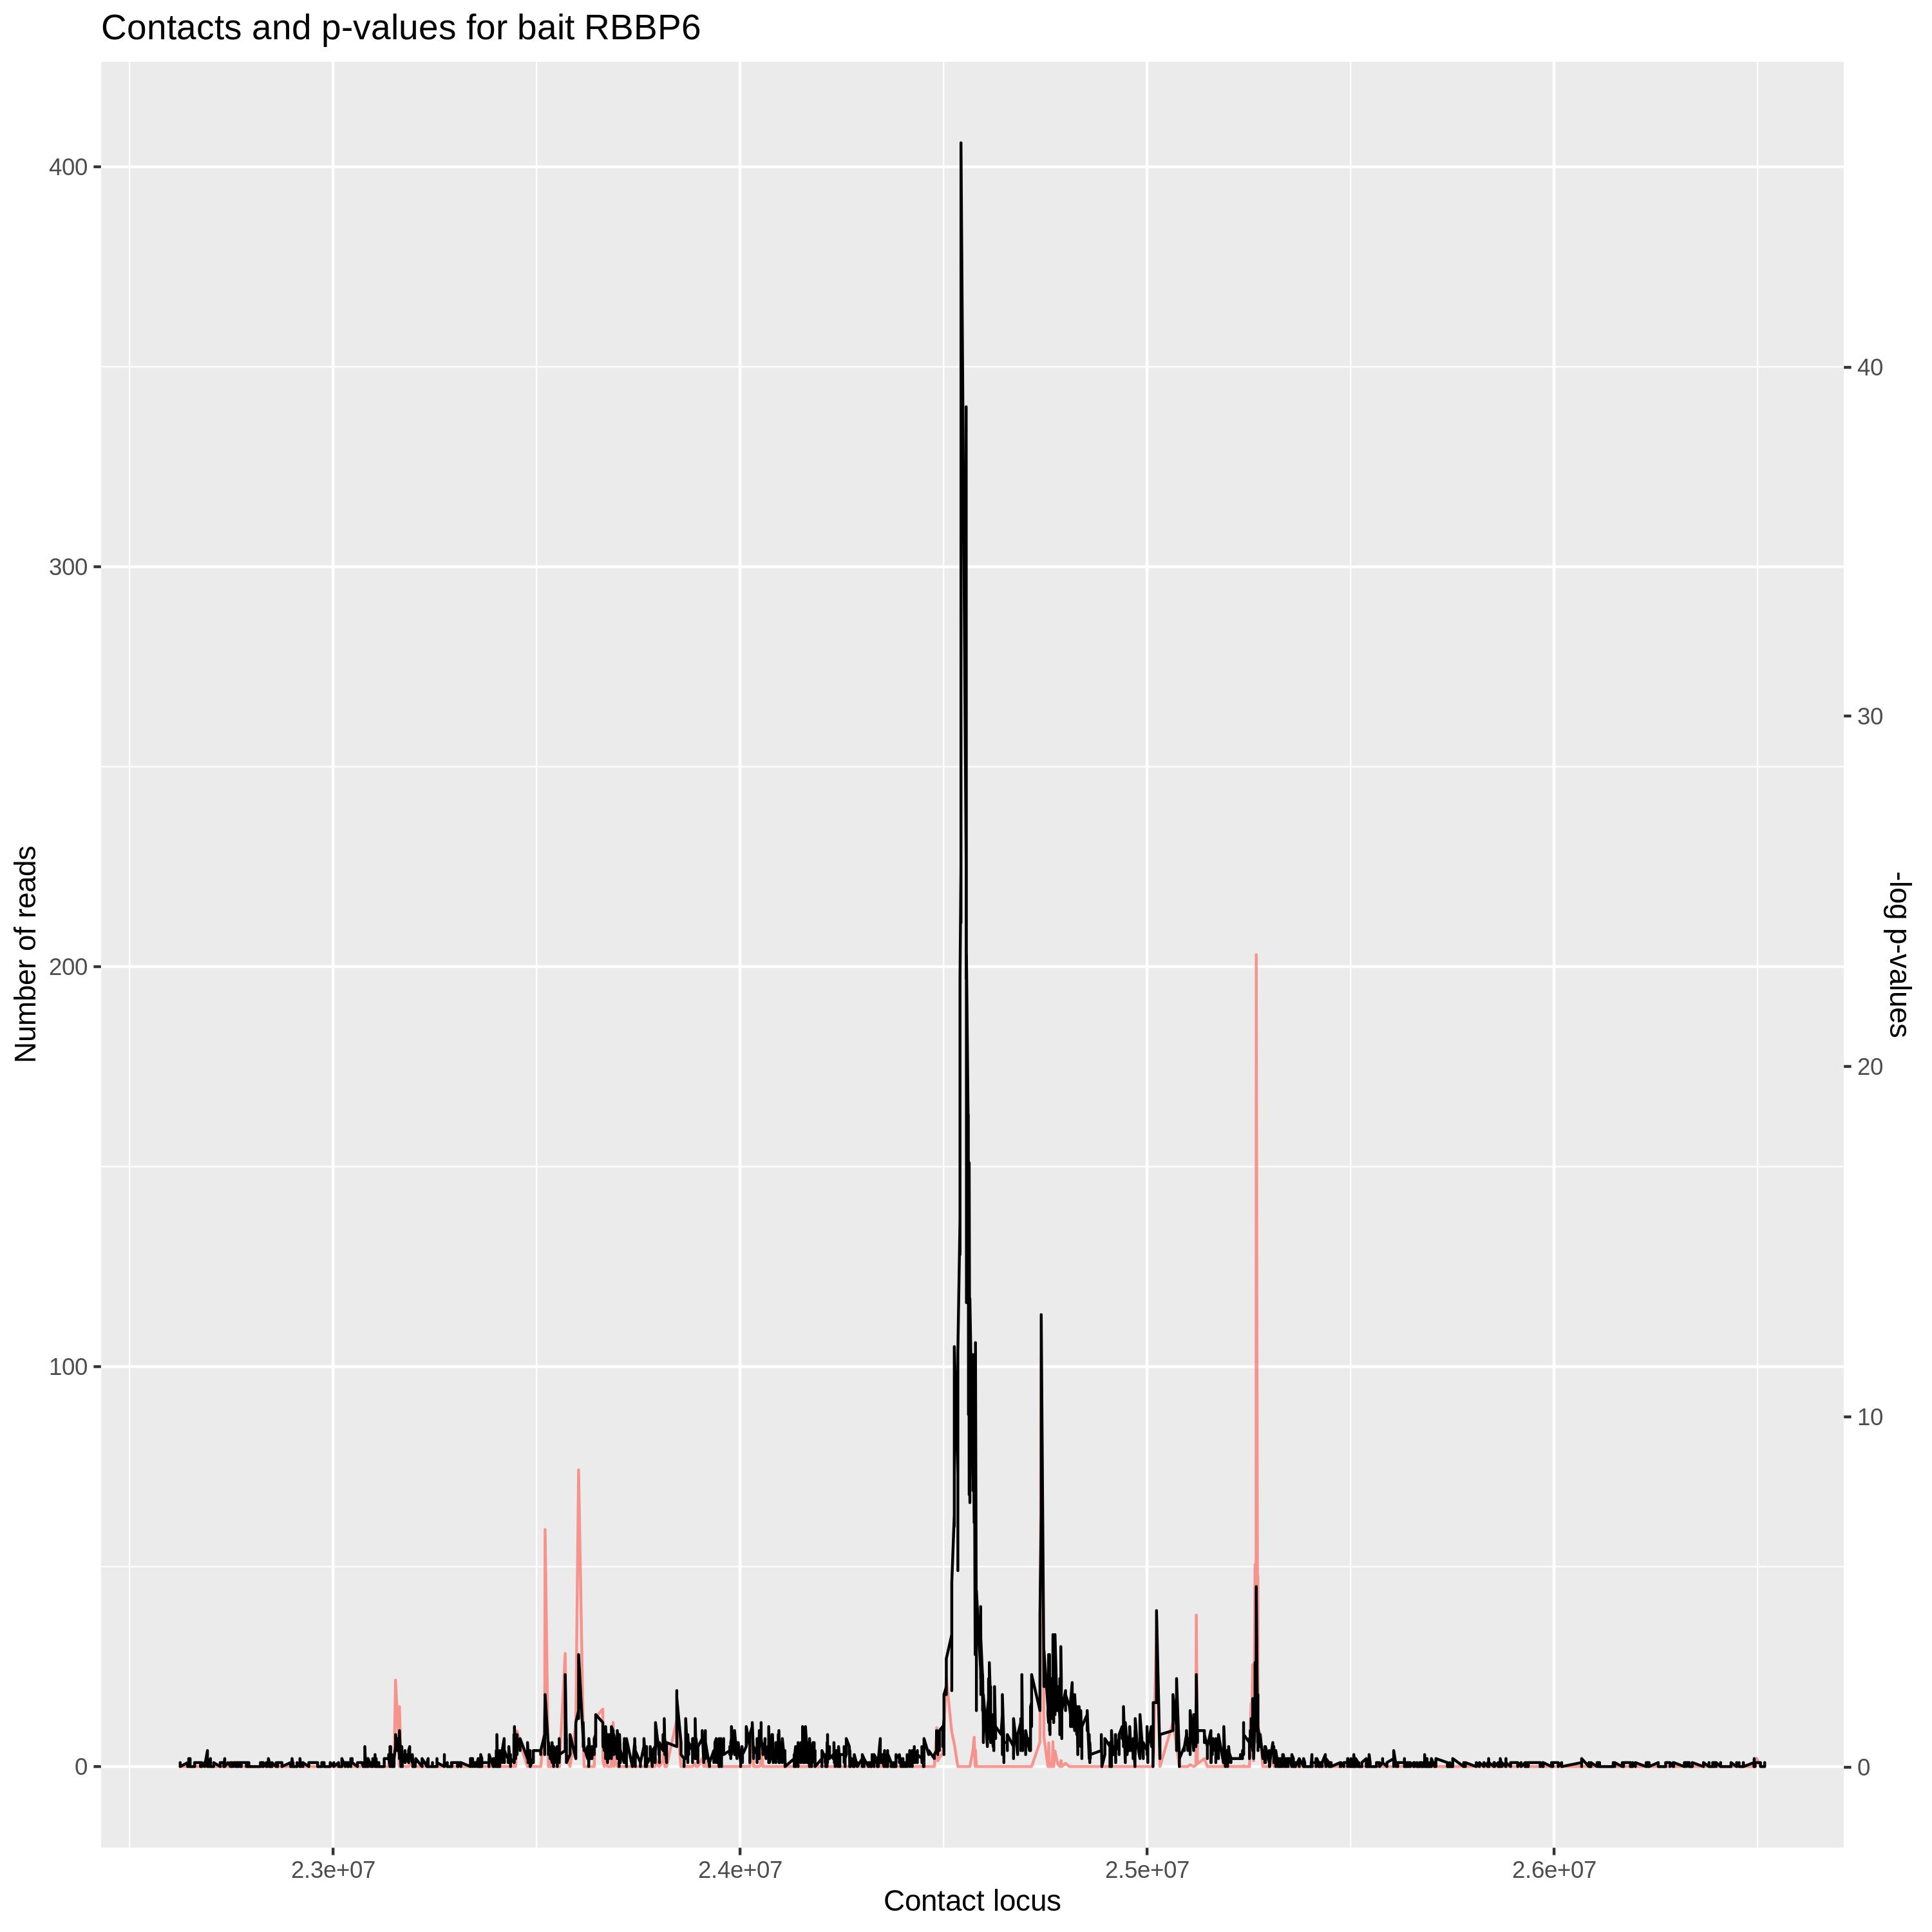 Contacts and p-values for bait RBBP6
400
300
200
100
0
Number of reads
40
30
20
10
0
-log p-values
2.3e+07
2.4e+07
2.5e+07
2.6e+07
Contact locus